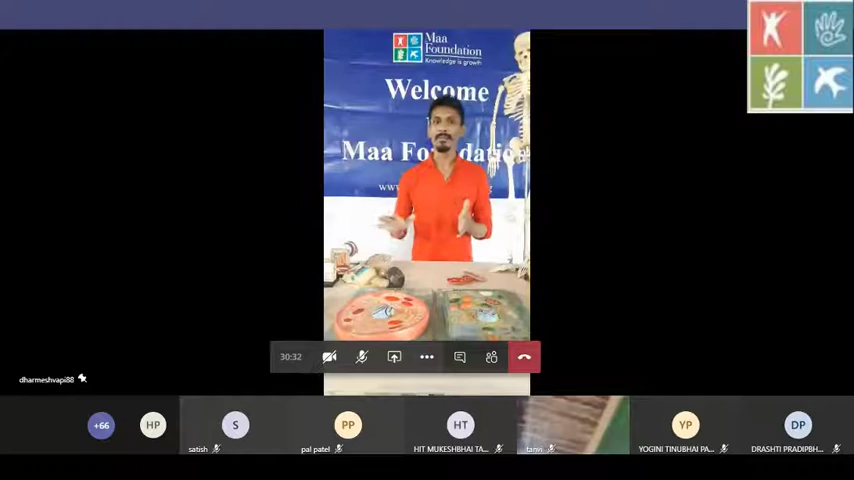 Maa
Foundation
Knowledge is growth
Welcome
Maa Foundation
30:32
dharmeshvapi88
+66
HP
S
PP
HT
YP
DP
satish
pal patel
HIT MUKESHBHAI TA...
YOGINI TINUBHAI PA...
DRASHTI PRADIPBH...